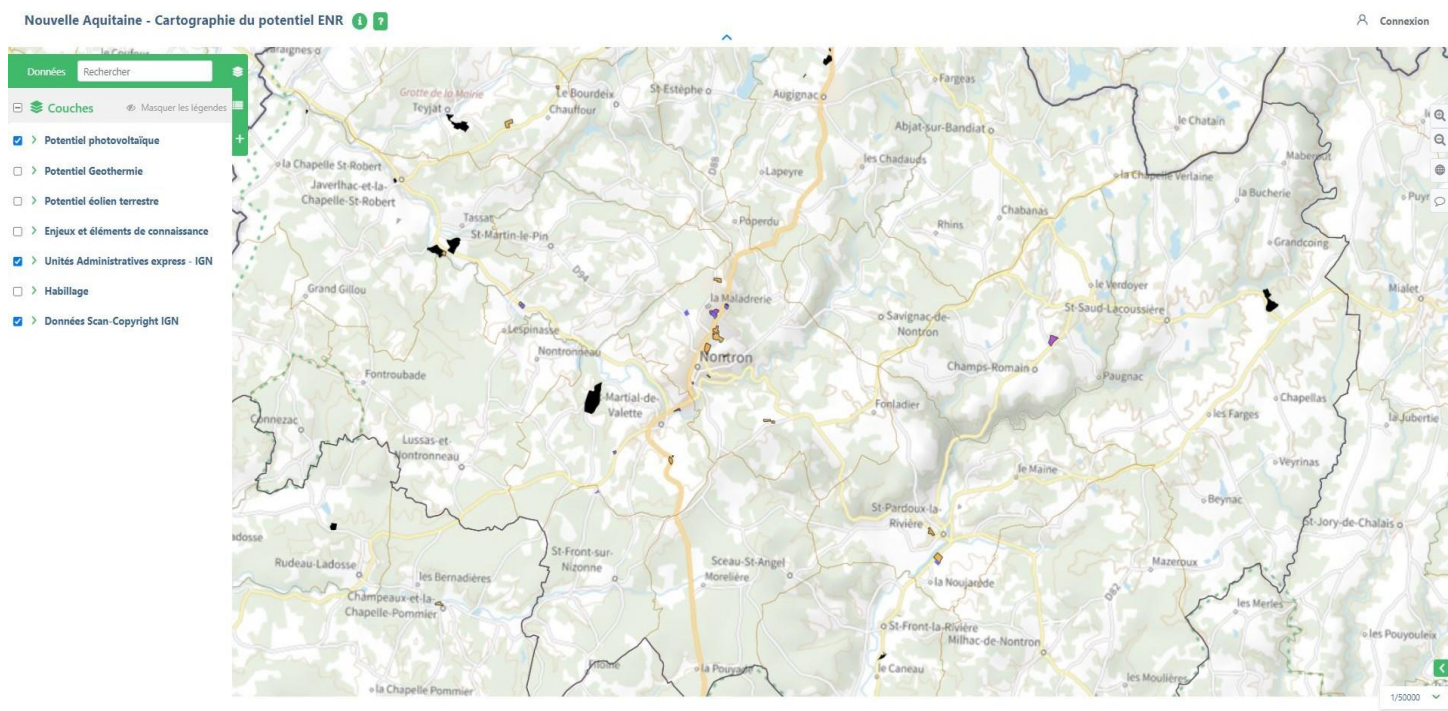 Nouvelle Aquitaine - Cartographie du potentiel ENR i ?
Connexion
Données Rechercher
Couches Masquer les légendes
Potentiel photovoltaïque
Potentiel Geothermie
Potentiel éolien terrestre
Enjeux et éléments de connaissance
Unités Administratives express - IGN
Habillage
Données Scan-Copyright IGN
Grotte de la Mairie
Teyjat
Le Bourdeix
Chauffour
St-Estèphe
Augignac
Fargeas
Abjat-sur-Bandiat
le Chatain
la Chapelle St-Robert
Javerlhac-et-la-
Chapelle-St-Robert
D88
Lapeyre
les Chadauds
la Chapelle Verlaine
la Bucherie
Tassat
St-Martin-le-Pin
Poperdu
Rhins
Chabanas
Grandcoing
D94
Grand Gillou
la Maladrerie
le Verdoyer
St-Saud-Lacoussière
Mialet
Savignac-de-
Nontron
Lespinasse
Nontronneau
Nontron
Fontroubade
Champs-Romain
Paugnac
-Martial-de-
Valette
Fonladier
Chapellas
les Farges
la Jubertie
Connezac
Lussas-et-
Nontronneau
le Maine
Veyrinas
Beynac
St-Pardoux-la-
Rivière
St-Jory-de-Chalais
Rudeau-Ladosse
les Bernadières
St-Front-sur-
Nizonne
Sceau-St-Angel
Morelière
Mazeroux
la Noujarède
D82
Champeaux-et-la-
Chapelle-Pommier
les Merles
St-Front-la-Rivière
Milhac-de-Nontron
les Pouyouleix
le Caneau
les Moulières
la Chapelle Pommier
1/50000